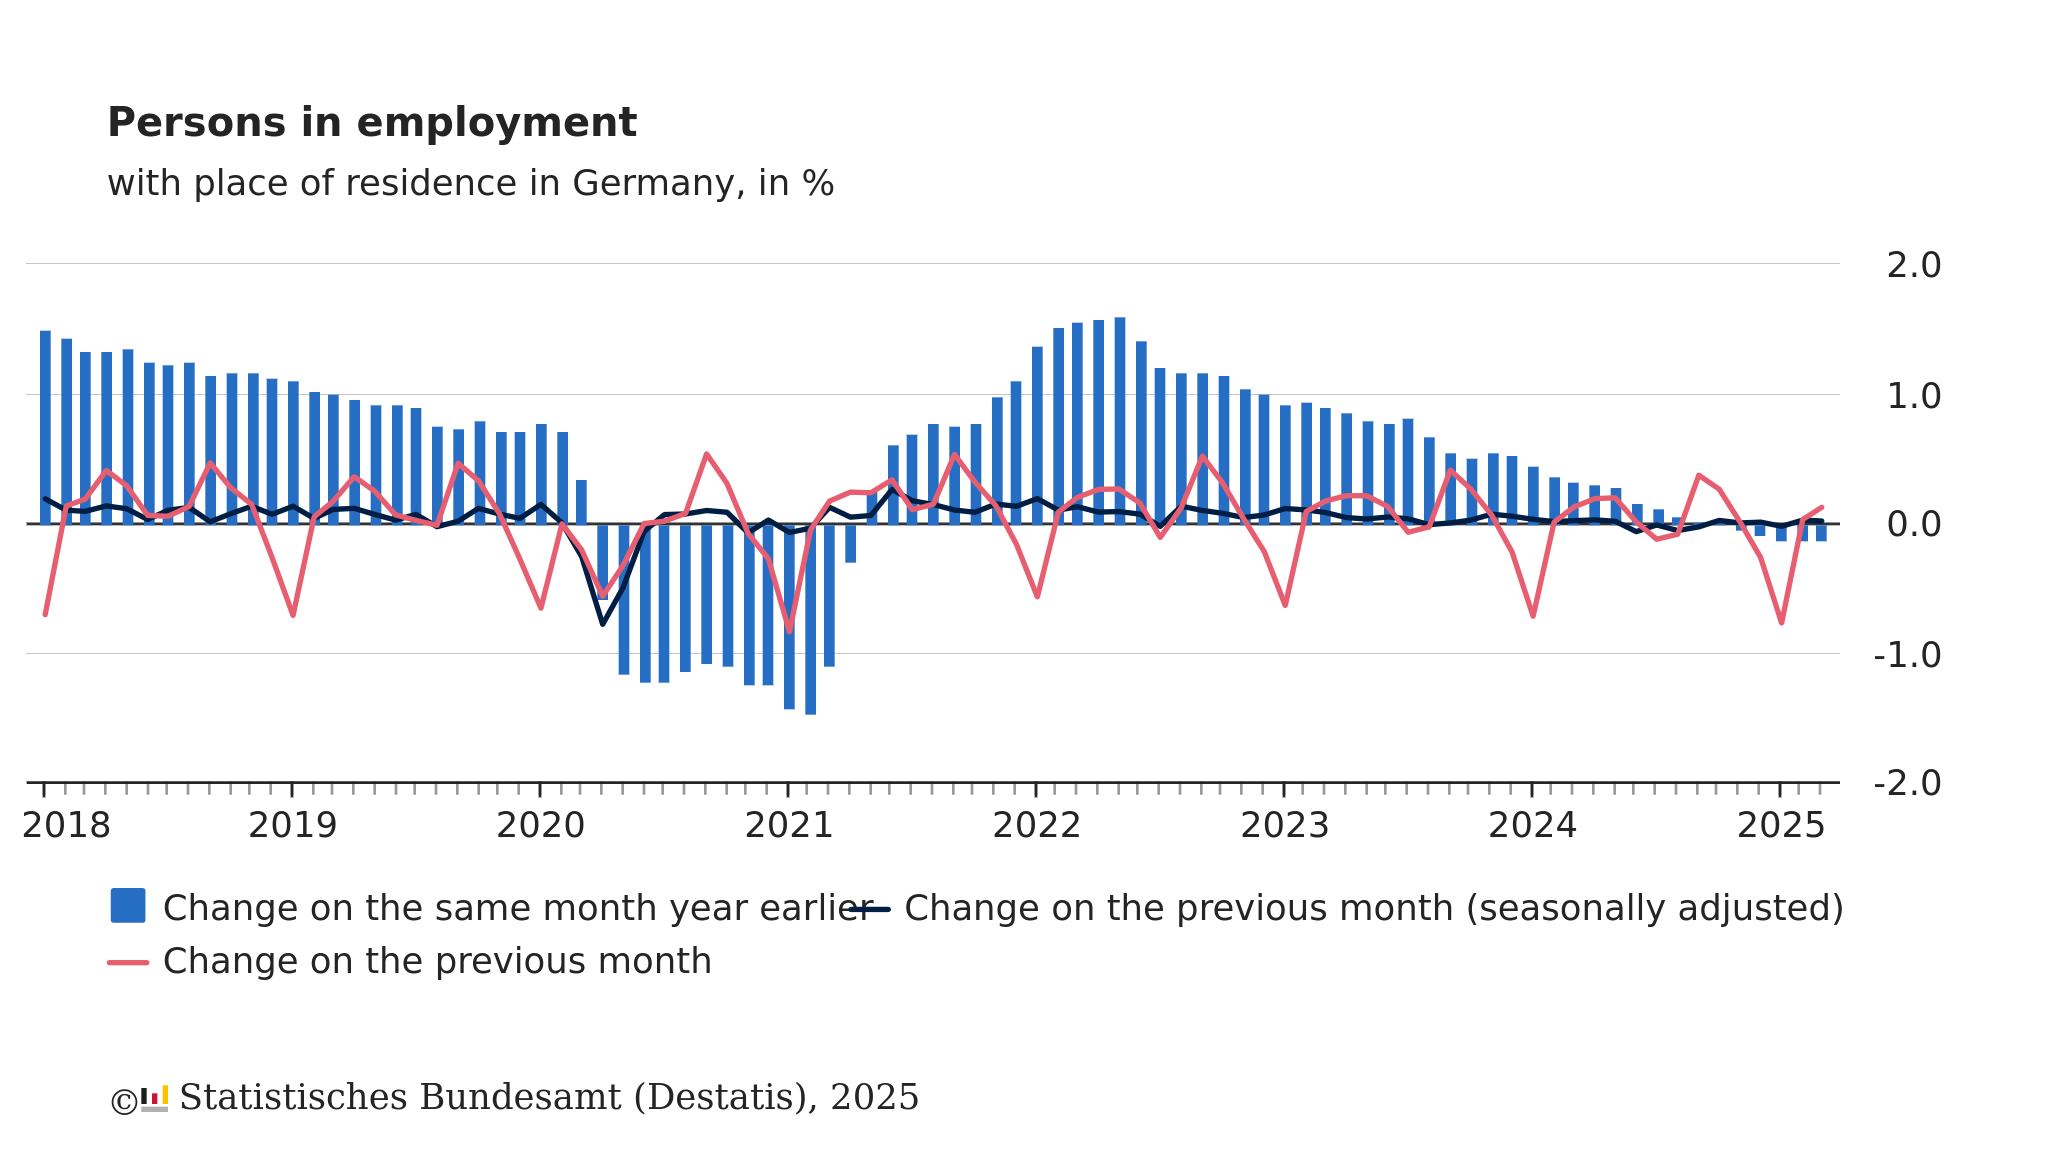 Persons in employment
with place of residence in Germany, in %
2.0
1.0
0.0
-1.0
-2.0
2018 2019 2020 2021 2022 2023 2024 2025
Change on the same month year earlier Change on the previous month (seasonally adjusted)
Change on the previous month
© Statistisches Bundesamt (Destatis), 2025